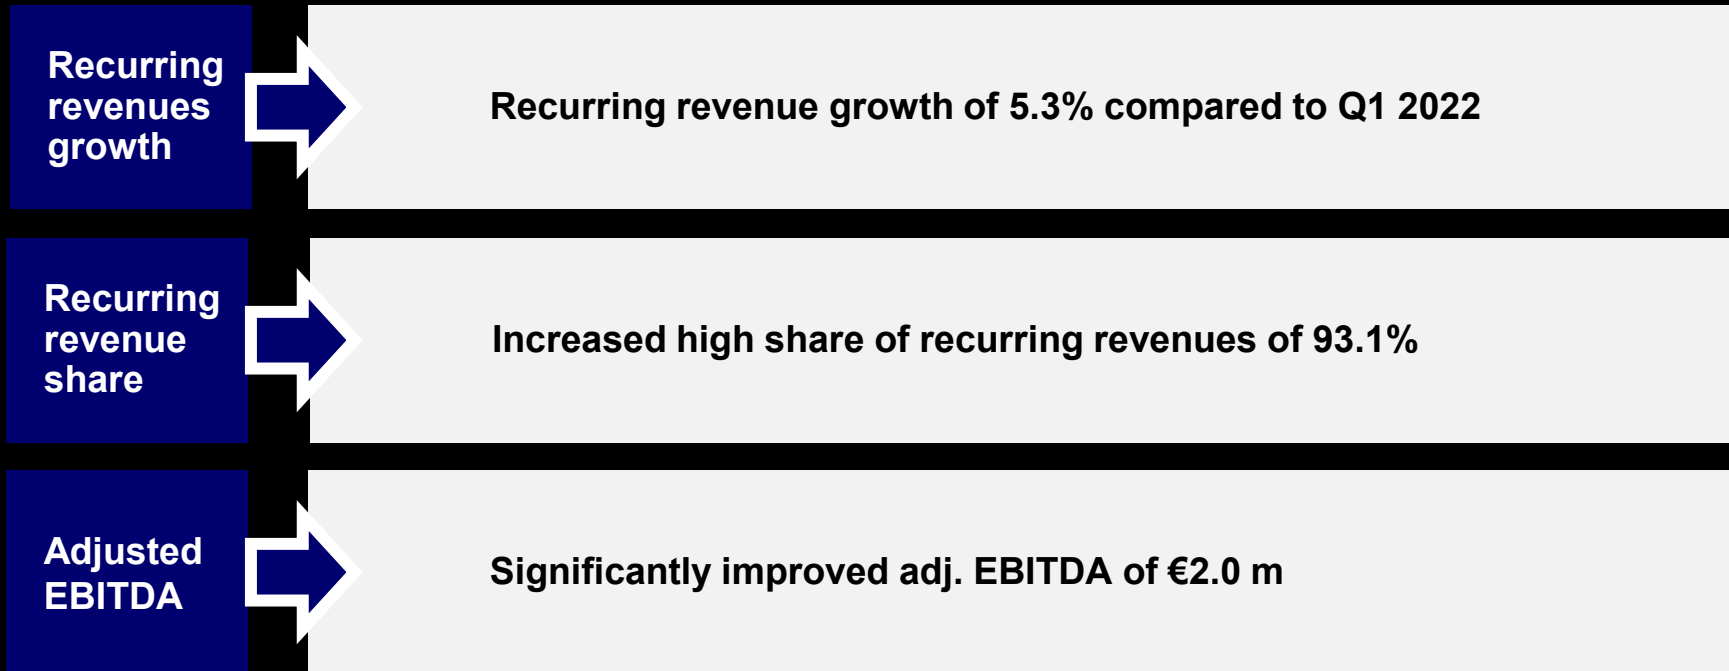 Recurring
revenues
growth
Recurring revenue growth of 5.3% compared to Q1 2022
Recurring
revenue
share
Increased high share of recurring revenues of 93.1%
Adjusted
EBITDA
Significantly improved adj. EBITDA of €2.0 m